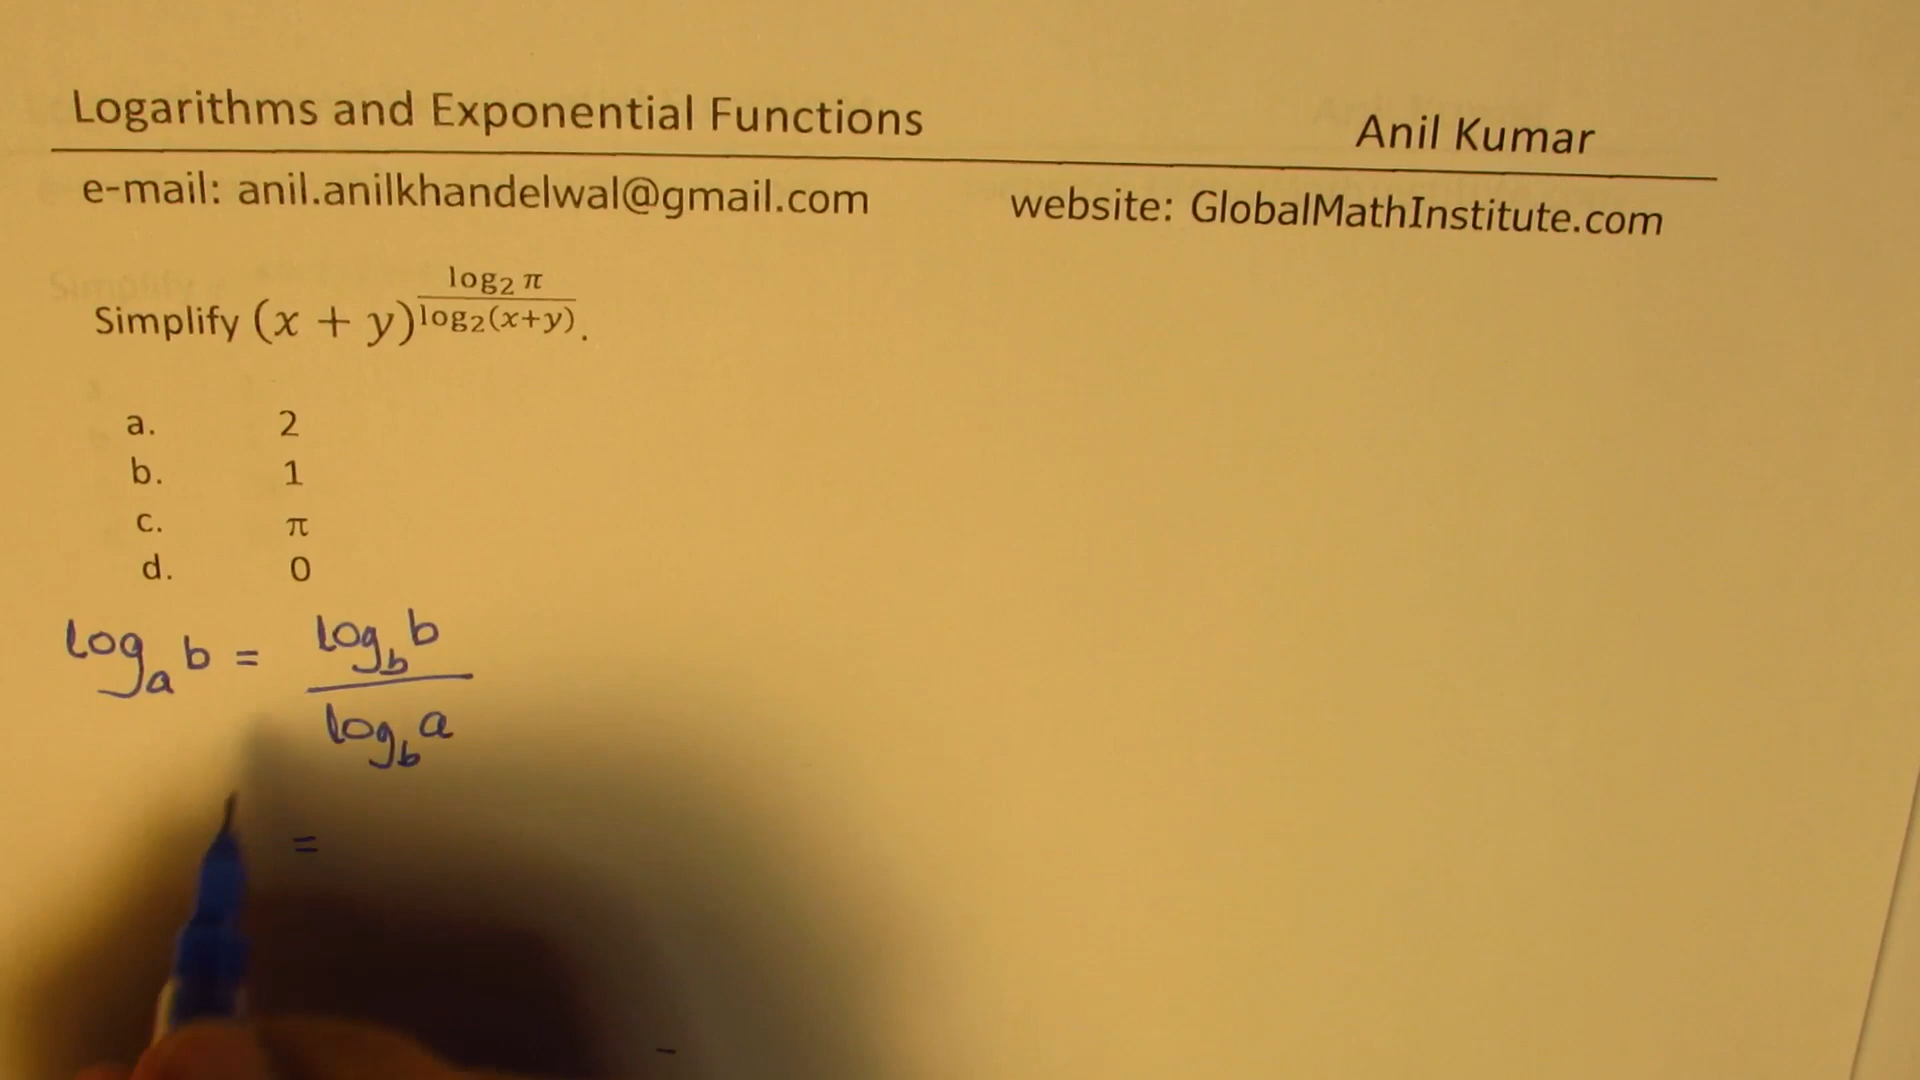 Logarithms and Exponential Functions
Anil Kumar
e-mail: anil.anilkhandelwal@gmail.com
website: GlobalMathInstitute.com
Simplify (x + y)^(log₂ π / log₂(x+y)).
a. 2
b. 1
c. π
d. 0
logₐ b = log_b b / log_b a
=